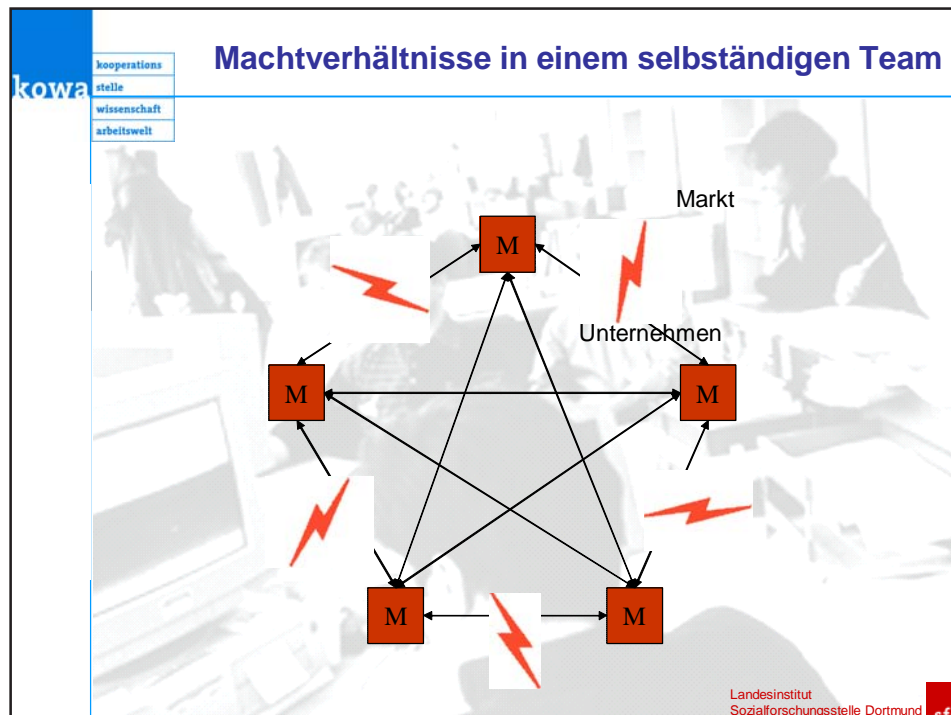 Machtverhältnisse in einem selbständigen Team
kowa
kooperations
stelle
wissenschaft
arbeitswelt
Markt
M
Unternehmen
M
M
M
M
Landesinstitut
Sozialforschungsstelle Dortmund